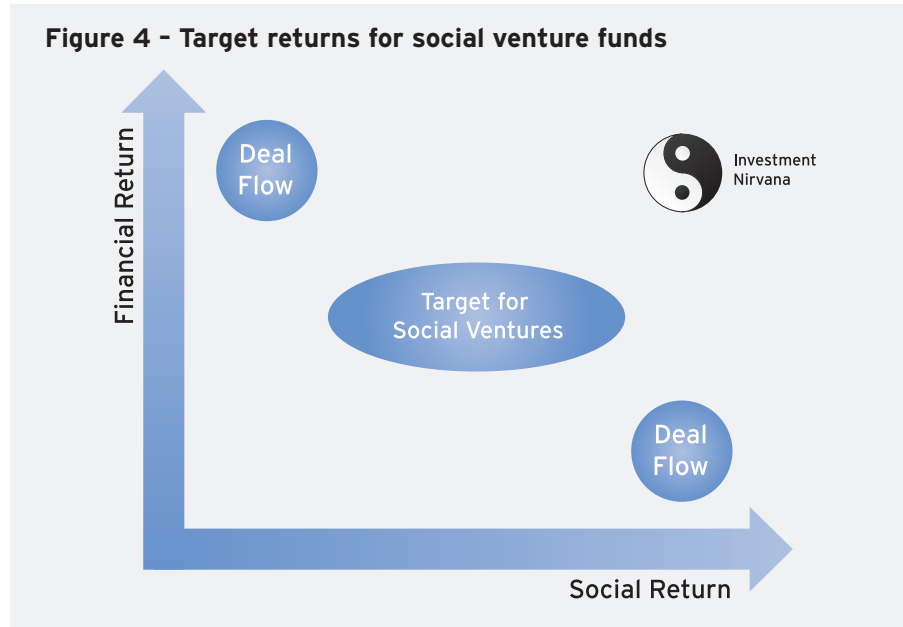 Figure 4 – Target returns for social venture funds
Financial Return
Deal
Flow
Investment
Nirvana
Target for
Social Ventures
Deal
Flow
Social Return